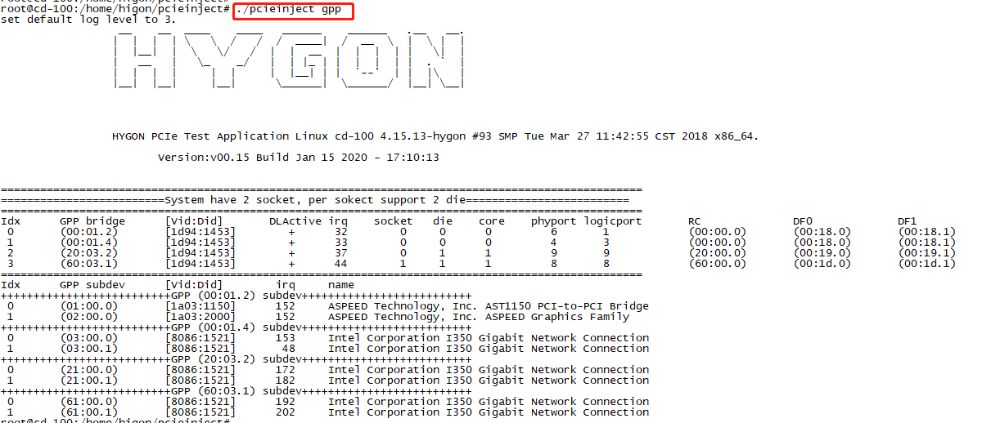 root@cd-100:/home/higon/pcieinject#
root@cd-100:/home/higon/pcieinject# ./pcieinject gpp
set default log level to 3.
HYGON
HYGON PCIe Test Application Linux cd-100 4.15.13-hygon #93 SMP Tue Mar 27 11:42:55 CST 2018 x86_64.
Version:v00.15 Build Jan 15 2020 - 17:10:13
==================================================================================================
=========================System have 2 socket, per sokect support 2 die=========================
==================================================================================================
Idx GPP bridge [Vid:Did] DLActive irq socket die core phyport logicport RC DF0 DF1
0 (00:01.2) [1d94:1453] + 32 0 0 0 6 1 (00:00.0) (00:18.0) (00:18.1)
1 (00:01.4) [1d94:1453] + 33 0 0 0 4 3 (00:00.0) (00:18.0) (00:18.1)
2 (20:03.2) [1d94:1453] + 37 0 1 1 9 9 (20:00.0) (00:19.0) (00:19.1)
3 (60:03.1) [1d94:1453] + 44 1 1 1 8 8 (60:00.0) (00:1d.0) (00:1d.1)
==================================================================================================
Idx GPP subdev [Vid:Did] irq name
++++++++++++++++++++++++++GPP (00:01.2) subdev++++++++++++++++++++++++++
0 (01:00.0) [1a03:1150] 152 ASPEED Technology, Inc. AST1150 PCI-to-PCI Bridge
1 (02:00.0) [1a03:2000] 152 ASPEED Technology, Inc. ASPEED Graphics Family
++++++++++++++++++++++++++GPP (00:01.4) subdev++++++++++++++++++++++++++
0 (03:00.0) [8086:1521] 153 Intel Corporation I350 Gigabit Network Connection
1 (03:00.1) [8086:1521] 48 Intel Corporation I350 Gigabit Network Connection
++++++++++++++++++++++++++GPP (20:03.2) subdev++++++++++++++++++++++++++
0 (21:00.0) [8086:1521] 172 Intel Corporation I350 Gigabit Network Connection
1 (21:00.1) [8086:1521] 182 Intel Corporation I350 Gigabit Network Connection
++++++++++++++++++++++++++GPP (60:03.1) subdev++++++++++++++++++++++++++
0 (61:00.0) [8086:1521] 192 Intel Corporation I350 Gigabit Network Connection
1 (61:00.1) [8086:1521] 202 Intel Corporation I350 Gigabit Network Connection
root@cd-100:/home/higon/pcieinject#